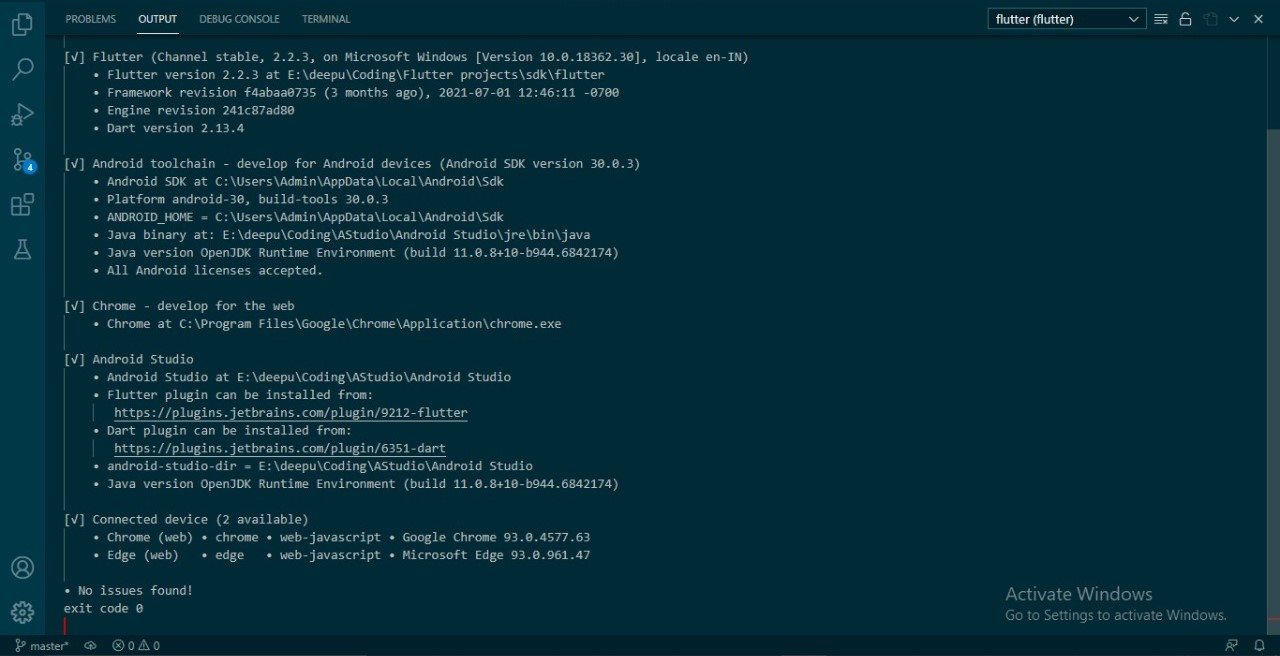 PROBLEMS OUTPUT DEBUG CONSOLE TERMINAL flutter (flutter)
[√] Flutter (Channel stable, 2.2.3, on Microsoft Windows [Version 10.0.18362.30], locale en-IN)
• Flutter version 2.2.3 at E:\deepu\Coding\Flutter projects\sdk\flutter
• Framework revision f4abaa0735 (3 months ago), 2021-07-01 12:46:11 -0700
• Engine revision 241c87ad80
• Dart version 2.13.4
[√] Android toolchain - develop for Android devices (Android SDK version 30.0.3)
• Android SDK at C:\Users\Admin\AppData\Local\Android\Sdk
• Platform android-30, build-tools 30.0.3
• ANDROID_HOME = C:\Users\Admin\AppData\Local\Android\Sdk
• Java binary at: E:\deepu\Coding\AStudio\Android Studio\jre\bin\java
• Java version OpenJDK Runtime Environment (build 11.0.8+10-b944.6842174)
• All Android licenses accepted.
[√] Chrome - develop for the web
• Chrome at C:\Program Files\Google\Chrome\Application\chrome.exe
[√] Android Studio
• Android Studio at E:\deepu\Coding\AStudio\Android Studio
• Flutter plugin can be installed from:
https://plugins.jetbrains.com/plugin/9212-flutter
• Dart plugin can be installed from:
https://plugins.jetbrains.com/plugin/6351-dart
• android-studio-dir = E:\deepu\Coding\AStudio\Android Studio
• Java version OpenJDK Runtime Environment (build 11.0.8+10-b944.6842174)
[√] Connected device (2 available)
• Chrome (web) • chrome • web-javascript • Google Chrome 93.0.4577.63
• Edge (web) • edge • web-javascript • Microsoft Edge 93.0.961.47
• No issues found!
exit code 0
4
Activate Windows
Go to Settings to activate Windows.
master* 0 0